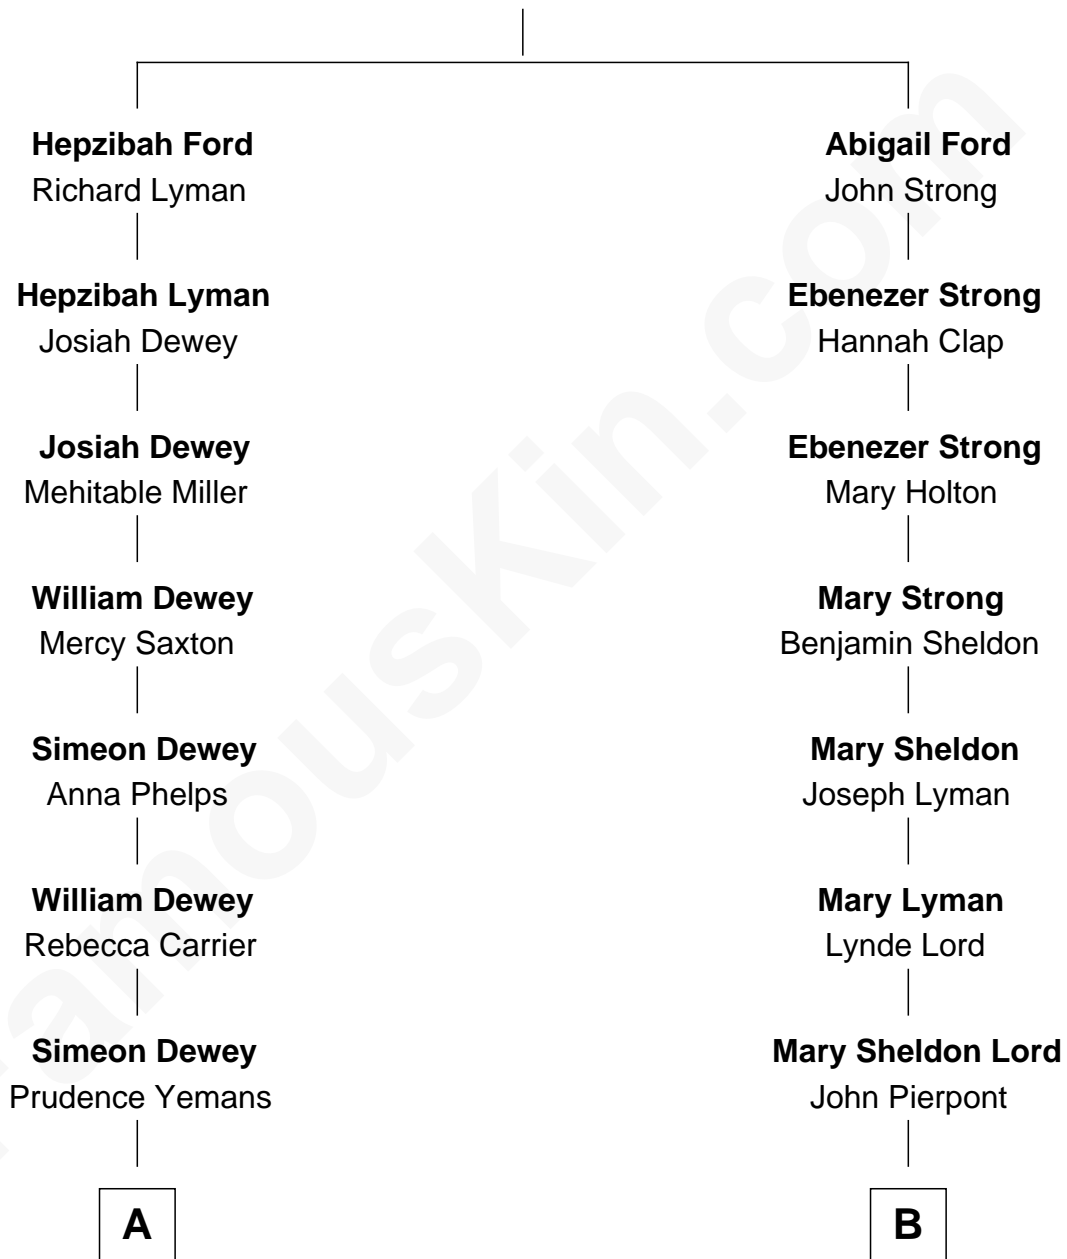 Hepzibah Ford
Richard Lyman
Abigail Ford
John Strong
Hepzibah Lyman
Josiah Dewey
Ebenezer Strong
Hannah Clap
Josiah Dewey
Mehitable Miller
Ebenezer Strong
Mary Holton
William Dewey
Mercy Saxton
Mary Strong
Benjamin Sheldon
Simeon Dewey
Anna Phelps
Mary Sheldon
Joseph Lyman
William Dewey
Rebecca Carrier
Mary Lyman
Lynde Lord
Simeon Dewey
Prudence Yemans
Mary Sheldon Lord
John Pierpont
A
B
FamousKin.com